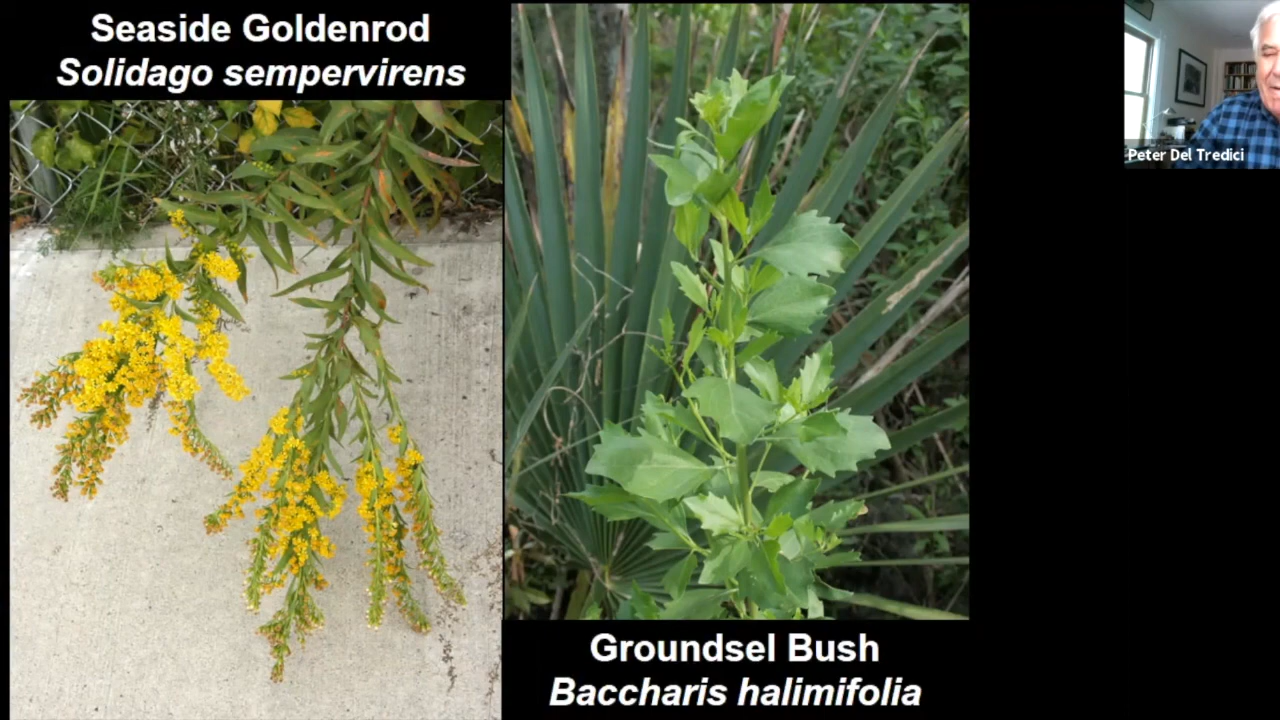 Seaside Goldenrod
Solidago sempervirens
Groundsel Bush
Baccharis halimifolia
Peter Del Tredici